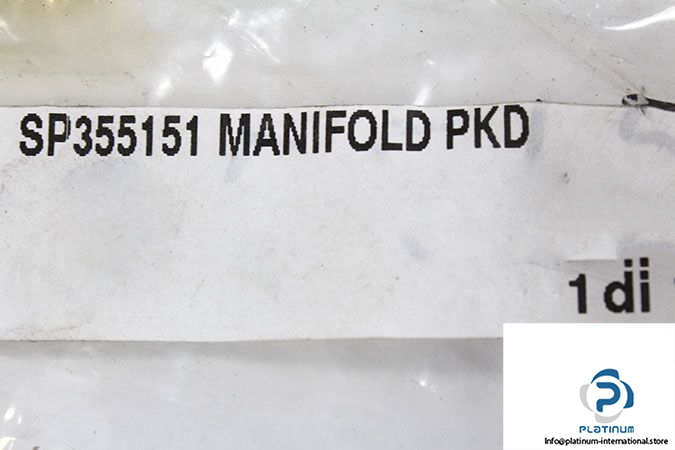 SP355151 MANIFOLD PKD
1 di
PLATINUM
Info@platinum-international.store